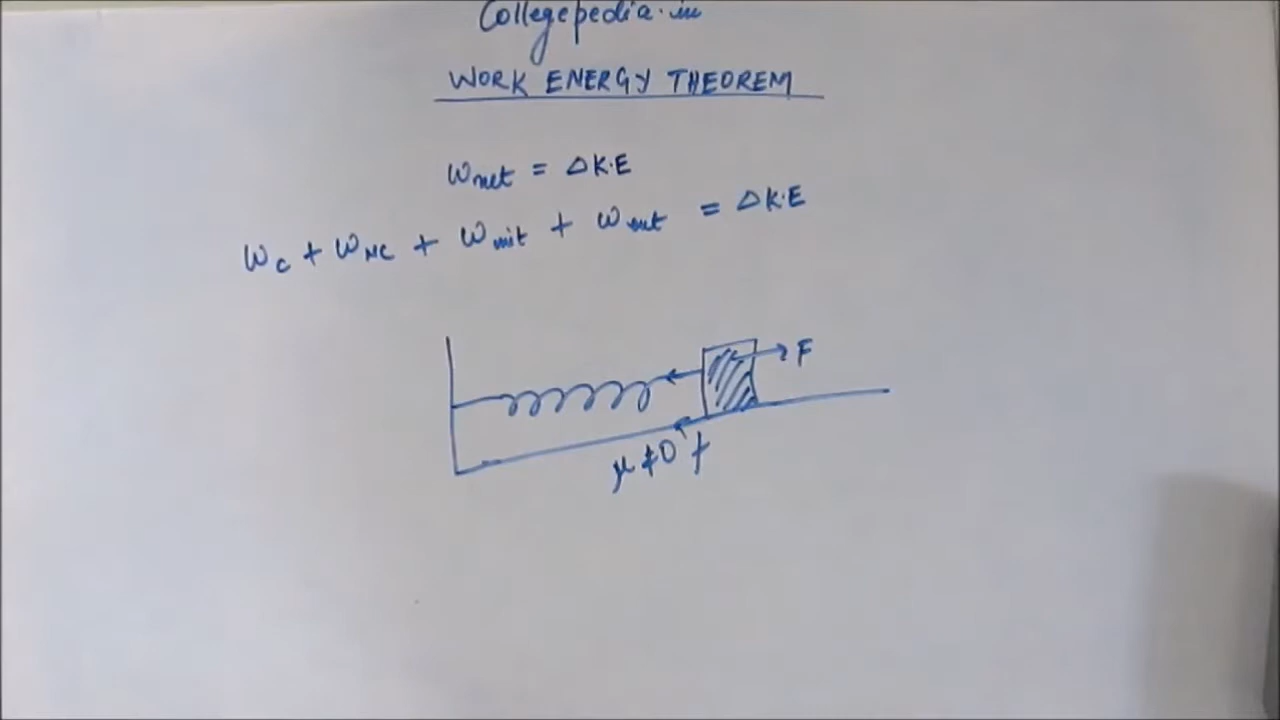 Collegepedia.in
WORK ENERGY THEOREM
Wnet = ΔK.E
Wc + WNC + Wint + Wext = ΔK.E
F
μ ≠ 0 f